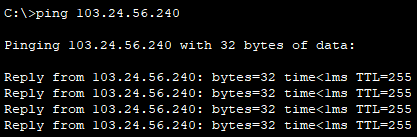 C:\>ping 103.24.56.240
Pinging 103.24.56.240 with 32 bytes of data:
Reply from 103.24.56.240: bytes=32 time<1ms TTL=255
Reply from 103.24.56.240: bytes=32 time<1ms TTL=255
Reply from 103.24.56.240: bytes=32 time<1ms TTL=255
Reply from 103.24.56.240: bytes=32 time<1ms TTL=255